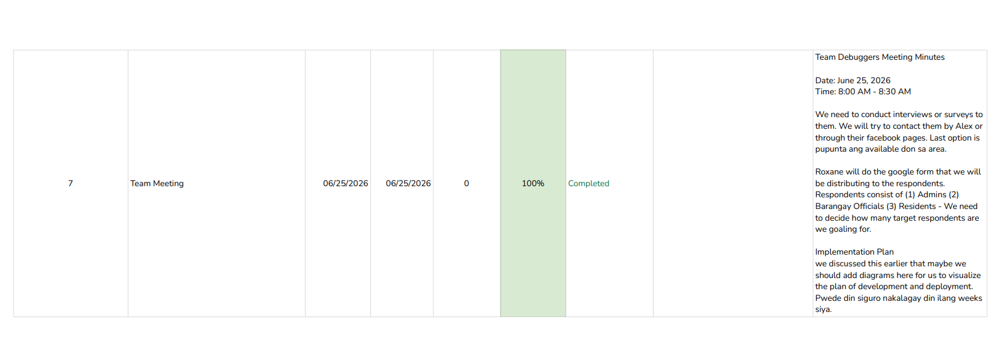 Team Debuggers Meeting Minutes
Date: June 25, 2026
Time: 8:00 AM - 8:30 AM
We need to conduct interviews or surveys to
them. We will try to contact them by Alex or
through their facebook pages. Last option is
pupunta ang available don sa area.
Roxane will do the google form that we will
be distributing to the respondents.
7 Team Meeting 06/25/2026 06/25/2026 0 100% Completed
Respondents consist of (1) Admins (2)
Barangay Officials (3) Residents - We need
to decide how many target respondents are
we goaling for.
Implementation Plan
we discussed this earlier that maybe we
should add diagrams here for us to visualize
the plan of development and deployment.
Pwede din siguro nakalagay din ilang weeks
siya.